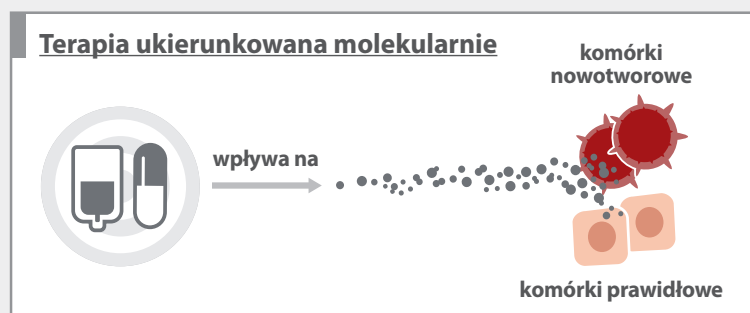 Terapia ukierunkowana molekularnie
komórki
nowotworowe
wpływa na
komórki prawidłowe